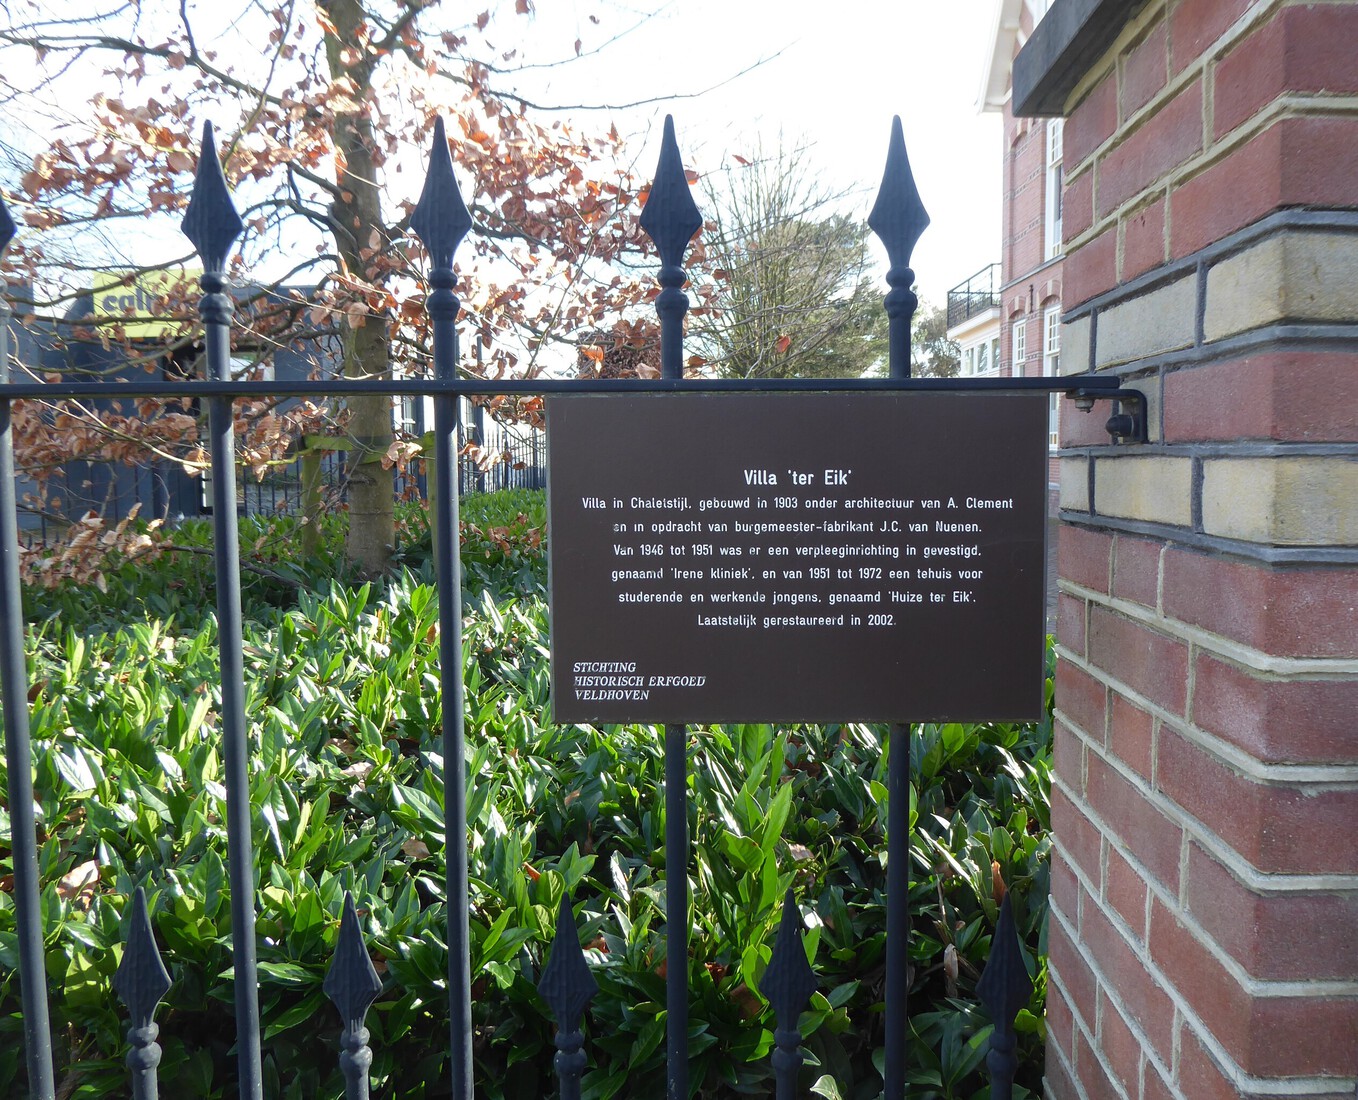 Villa 'ter Eik'
Villa in Chaletstijl, gebouwd in 1903 onder architectuur van A. Clement
en in opdracht van burgemeester-fabrikant J.C. van Nuenen.
Van 1946 tot 1951 was er een verpleeginrichting in gevestigd,
genaamd 'Irene kliniek', en van 1951 tot 1972 een tehuis voor
studerende en werkende jongens, genaamd 'Huize ter Eik'.
Laatstelijk gerestaureerd in 2002.
STICHTING
HISTORISCH ERFGOED
VELDHOVEN